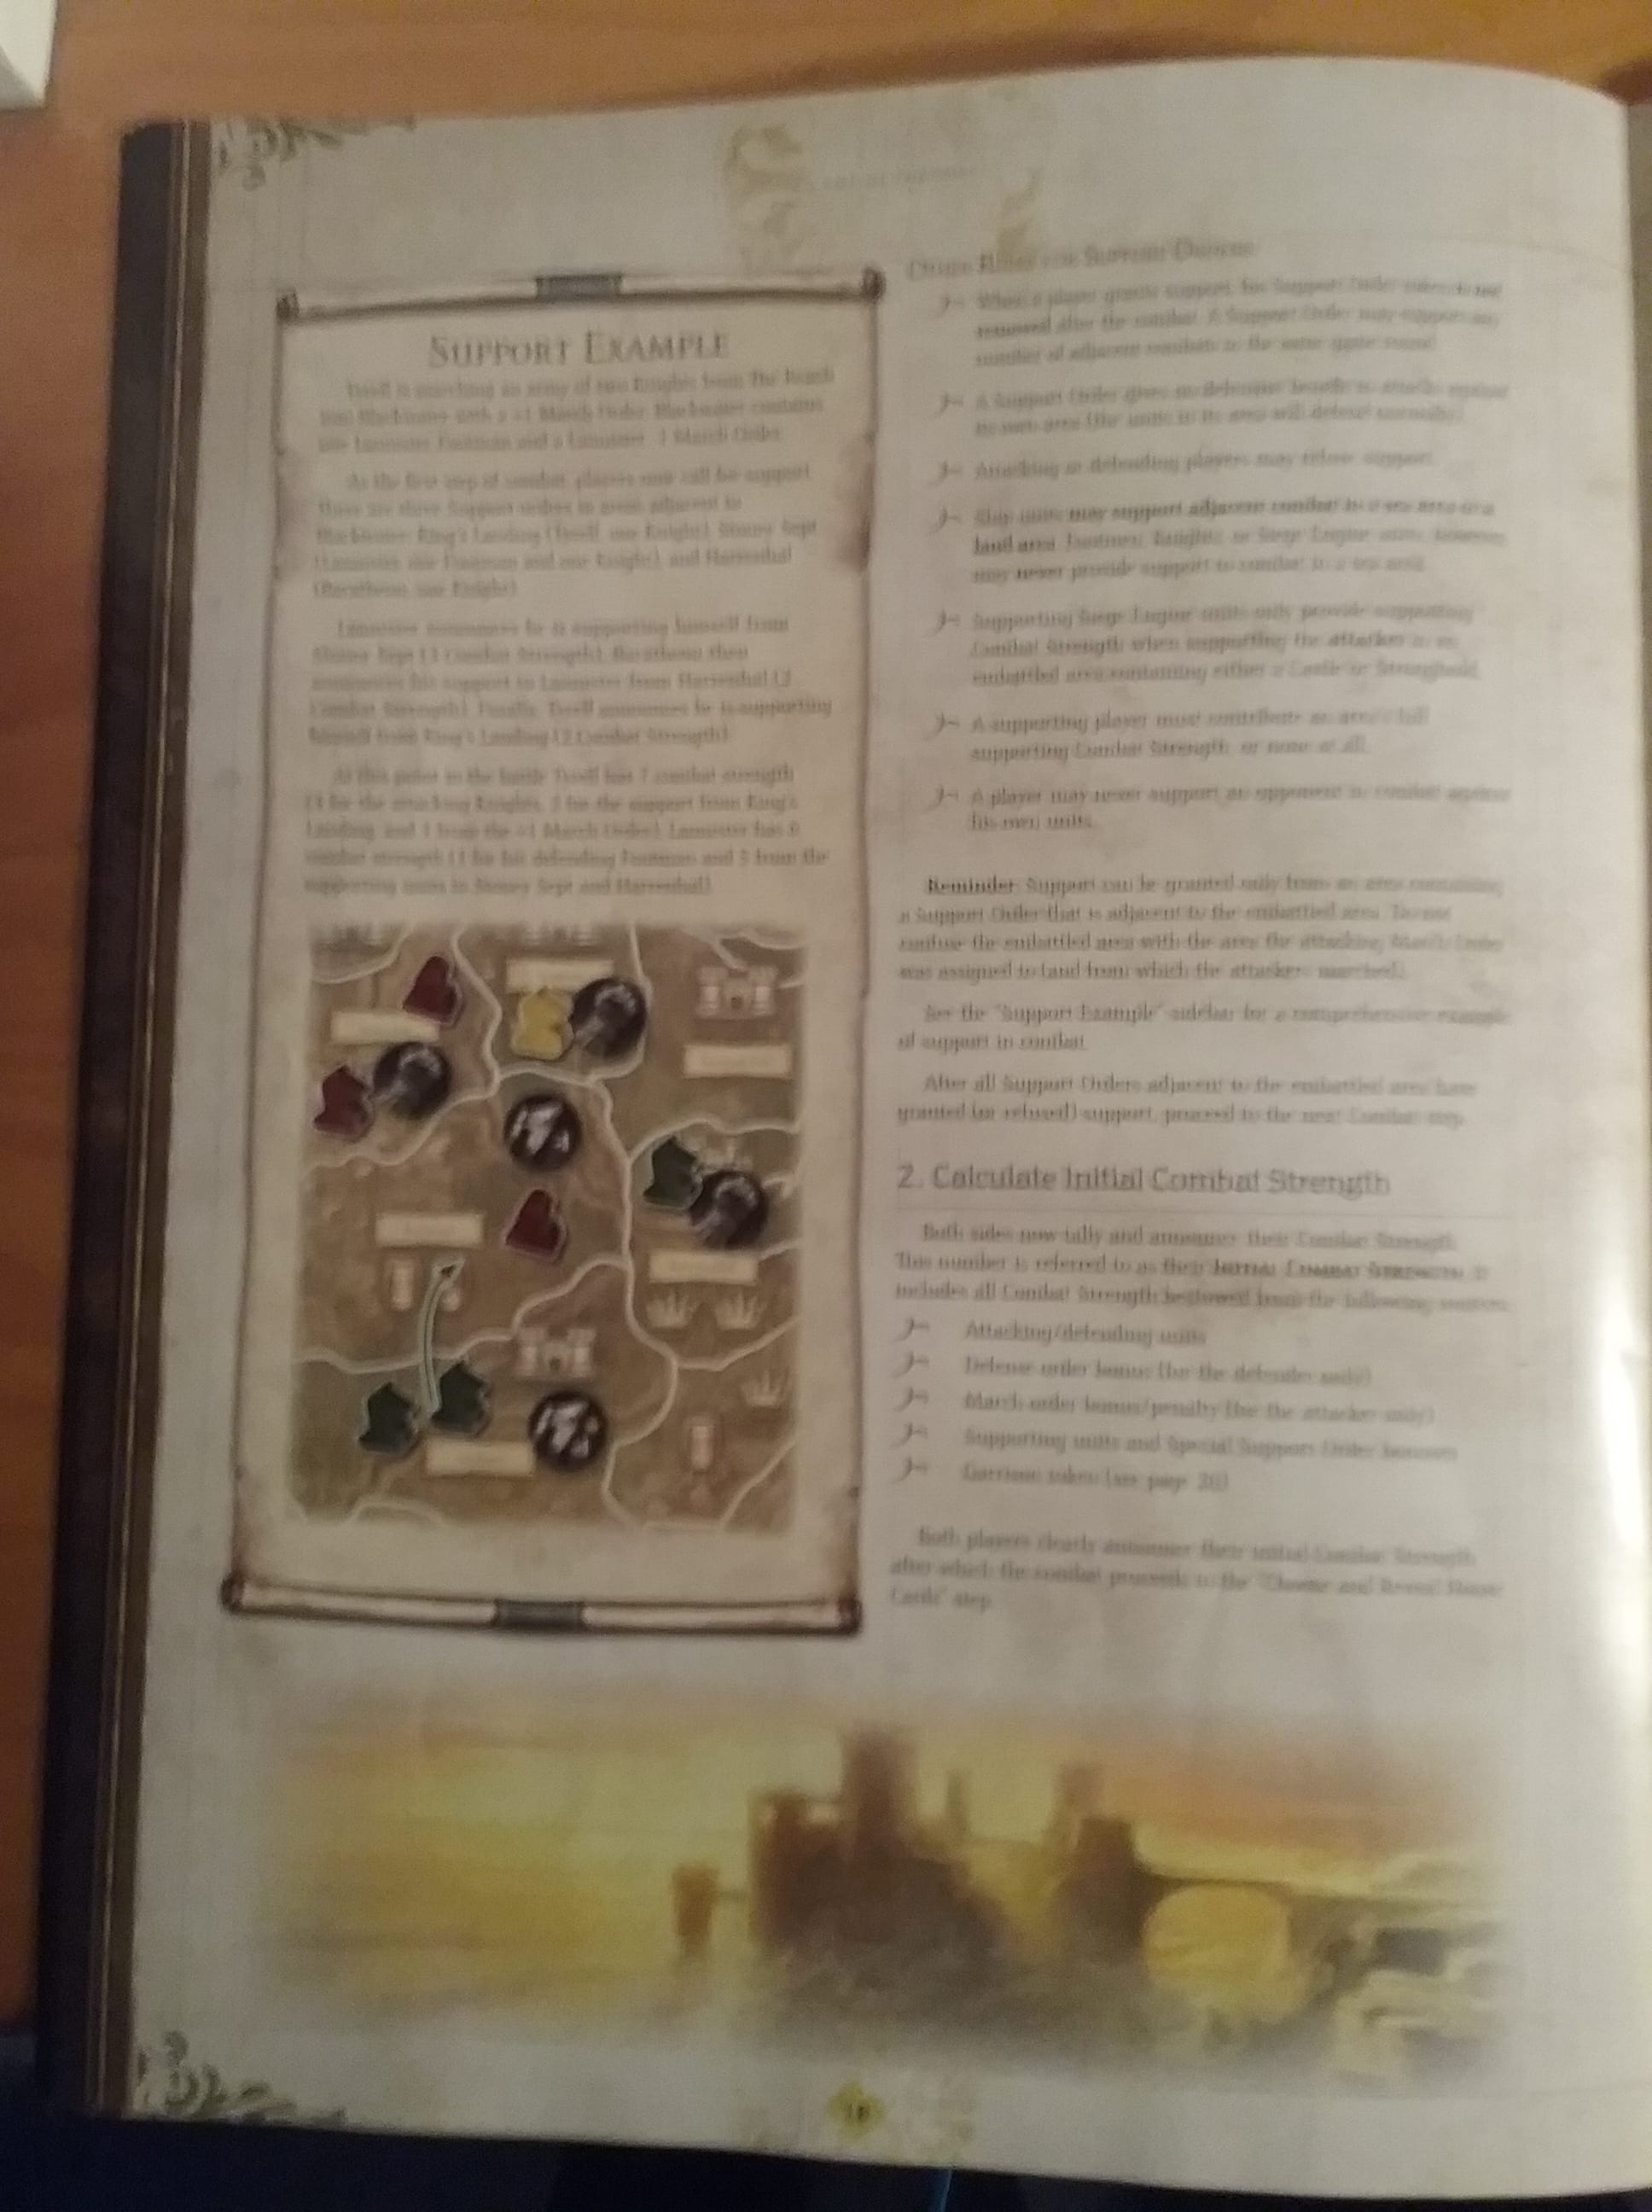 Support Example
Tyrell is marching an army of two Knights from The Reach
into Blackwater with a +1 March Order. Blackwater contains
one Lannister Footman and a Lannister -1 March Order.
As the first step of combat, players may call for support.
There are three Support orders in areas adjacent to
Blackwater: King's Landing (Tyrell, one Knight), Stoney Sept
(Lannister, one Footman and one Knight), and Harrenhal
(Baratheon, one Knight).
Lannister announces he is supporting himself from
Stoney Sept (3 Combat Strength). Baratheon then
announces his support to Lannister from Harrenhal (2
Combat Strength). Finally, Tyrell announces he is supporting
himself from King's Landing (2 Combat Strength).
At this point in the battle Tyrell has 7 combat strength
(4 for the attacking Knights, 2 for the support from King's
Landing and 1 from the +1 March Order). Lannister has 6
combat strength (1 for his defending Footman and 5 from the
supporting units in Stoney Sept and Harrenhal).
Support Orders
When a player grants support, his Support Order token is not
removed after the combat. A Support Order may support any
number of adjacent combats in the same game round.
A Support Order gives no defensive benefit to attacks against
its own area (the units in its area will defend normally).
Attacking or defending players may refuse support.
Ship units may support adjacent combat in a sea area or a
land area. Footman, Knights, or Siege Engine units, however,
may never provide support to combat in a sea area.
Supporting Siege Engine units only provide supporting
Combat Strength when supporting the attacker in an
embattled area containing either a Castle or Stronghold.
A supporting player must contribute an area's full
supporting Combat Strength, or none at all.
A player may never support an opponent in combat against
his own units.
Reminder: Support can be granted only from an area containing
a Support Order that is adjacent to the embattled area. Do not
confuse the embattled area with the area the attacking March Order
was assigned to (and from which the attackers marched).
See the "Support Example" sidebar for a comprehensive example
of support in combat.
After all Support Orders adjacent to the embattled area have
granted (or refused) support, proceed to the next Combat step.
2. Calculate Initial Combat Strength
Both sides now tally and announce their Combat Strength.
This number is referred to as their Initial Combat Strength. It
includes all Combat Strength bestowed from the following sources:
Attacking/defending units
Defense order bonus (for the defender only)
March order bonus/penalty (for the attacker only)
Supporting units and Special Support Order bonuses
Garrison token (see page 26)
Both players clearly announce their initial Combat Strength
after which the combat proceeds to the "Choose and Reveal House
Cards" step.
18